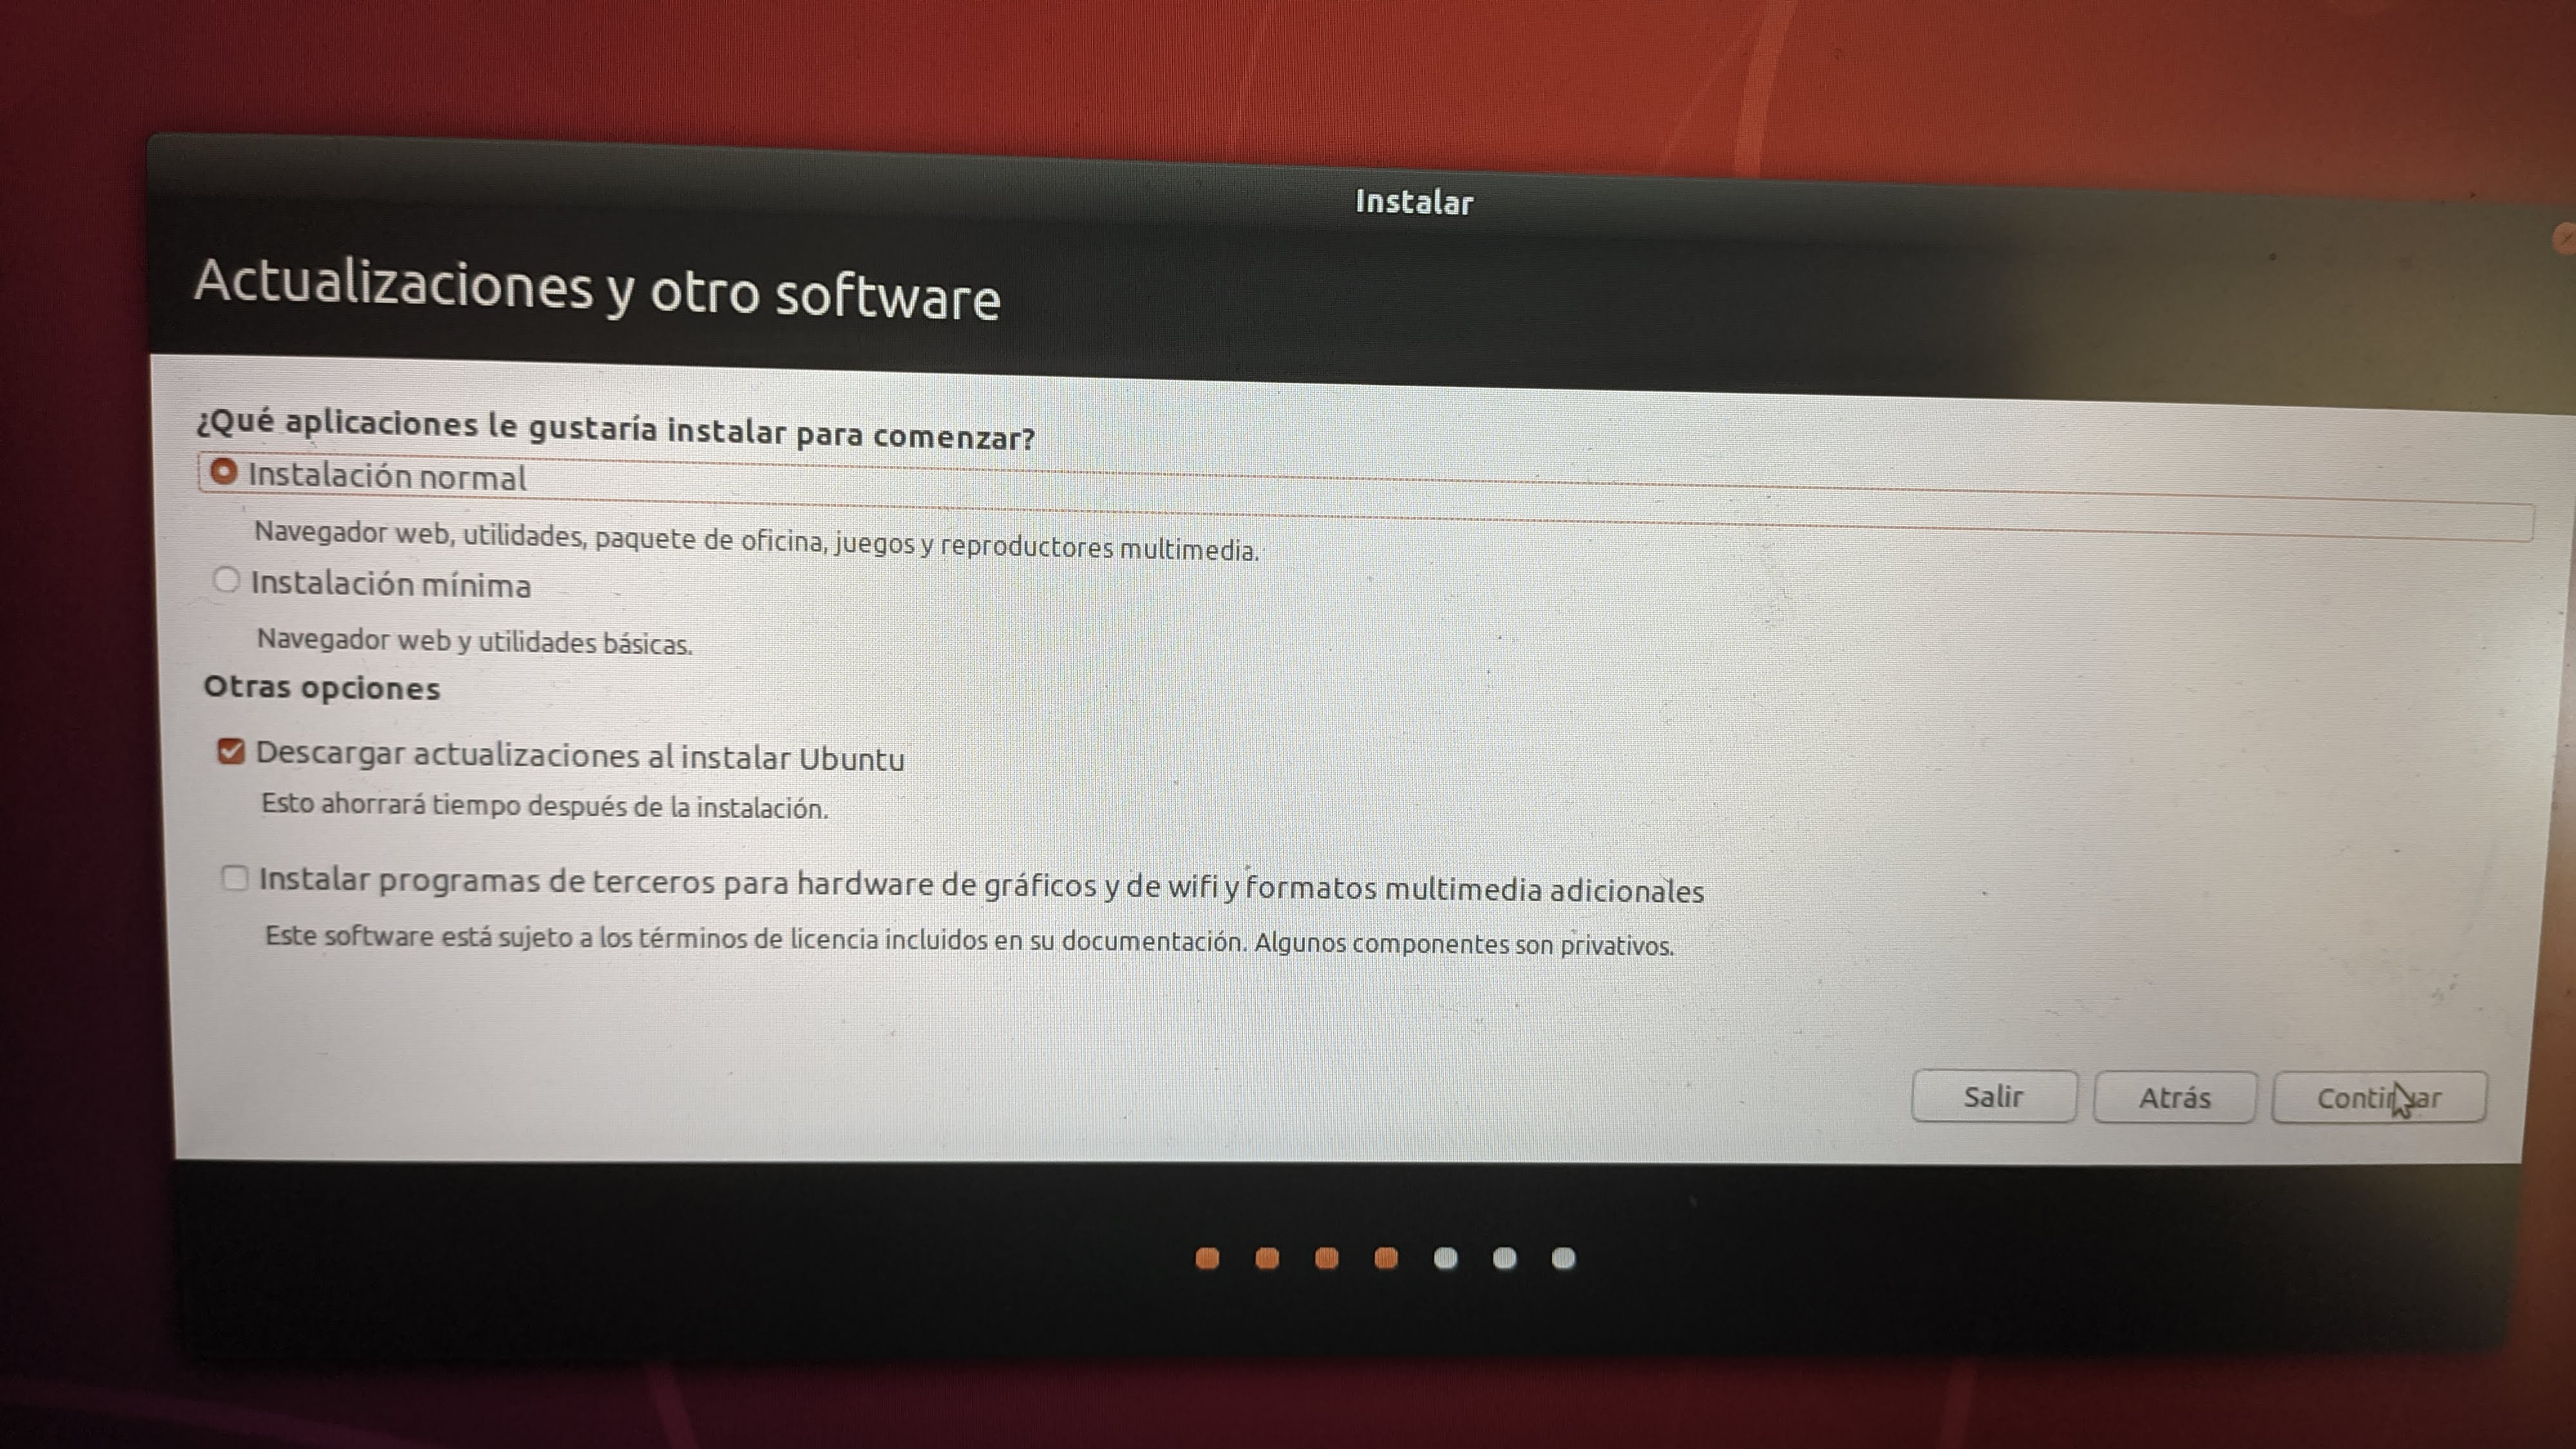 Instalar
Actualizaciones y otro software
¿Qué aplicaciones le gustaría instalar para comenzar?
Instalación normal
Navegador web, utilidades, paquete de oficina, juegos y reproductores multimedia.
Instalación mínima
Navegador web y utilidades básicas.
Otras opciones
Descargar actualizaciones al instalar Ubuntu
Esto ahorrará tiempo después de la instalación.
Instalar programas de terceros para hardware de gráficos y de wifi y formatos multimedia adicionales
Este software está sujeto a los términos de licencia incluidos en su documentación. Algunos componentes son privativos.
Salir Atrás Continuar